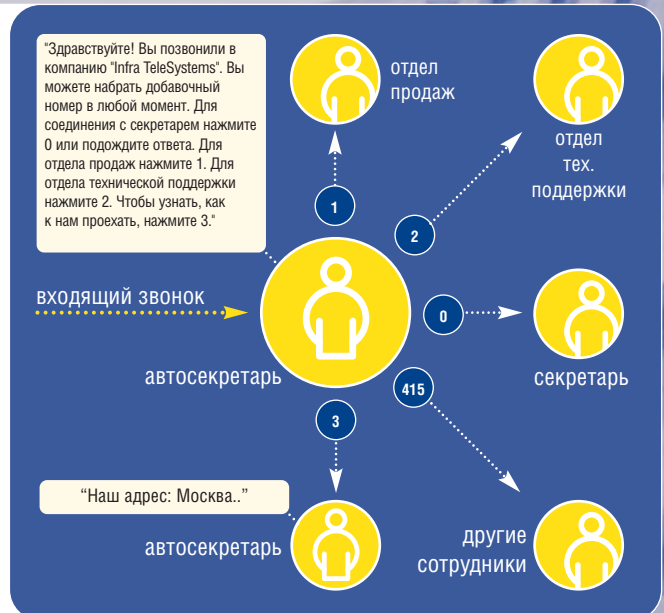 "Здравствуйте! Вы позвонили в
компанию "Infra TeleSystems". Вы
можете набрать добавочный
номер в любой момент. Для
соединения с секретарем нажмите
0 или подождите ответа. Для
отдела продаж нажмите 1. Для
отдела технической поддержки
нажмите 2. Чтобы узнать, как
к нам проехать, нажмите 3."
отдел
продаж
отдел
тех.
поддержки
1
2
входящий звонок
0
автосекретарь
секретарь
415
3
“Наш адрес: Москва..”
автосекретарь
другие
сотрудники